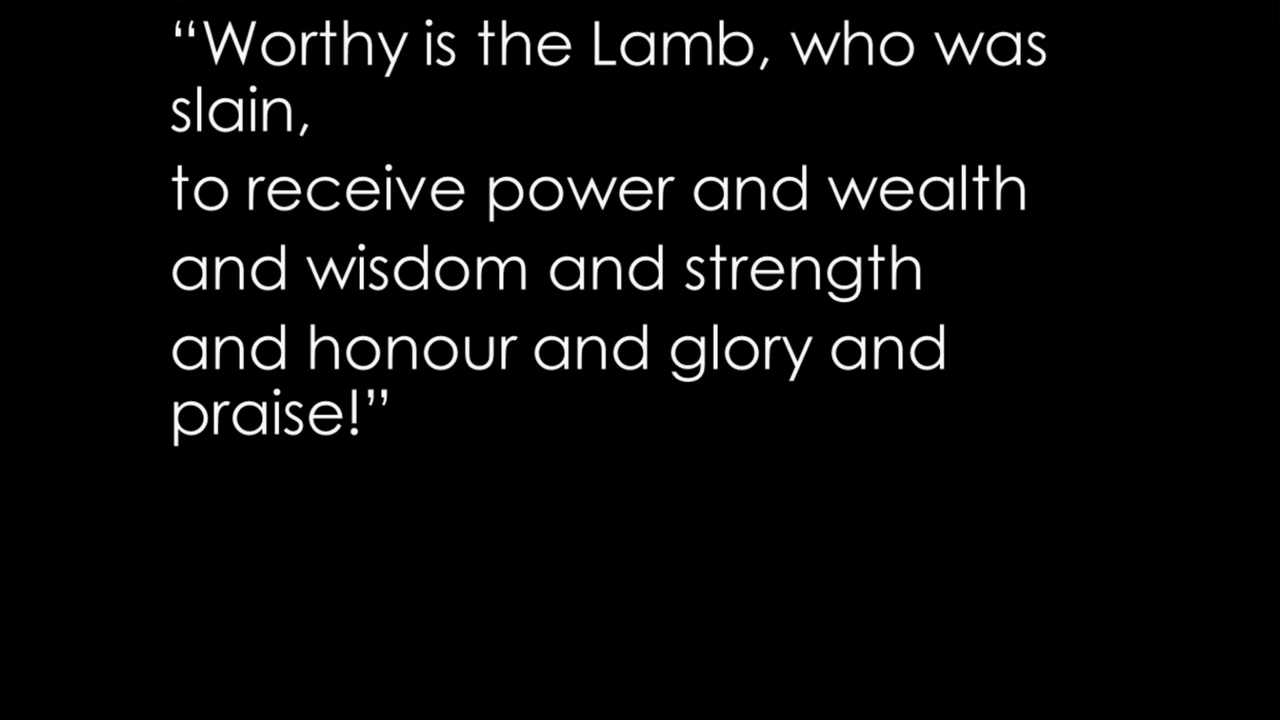 “Worthy is the Lamb, who was
slain,
to receive power and wealth
and wisdom and strength
and honour and glory and
praise!”